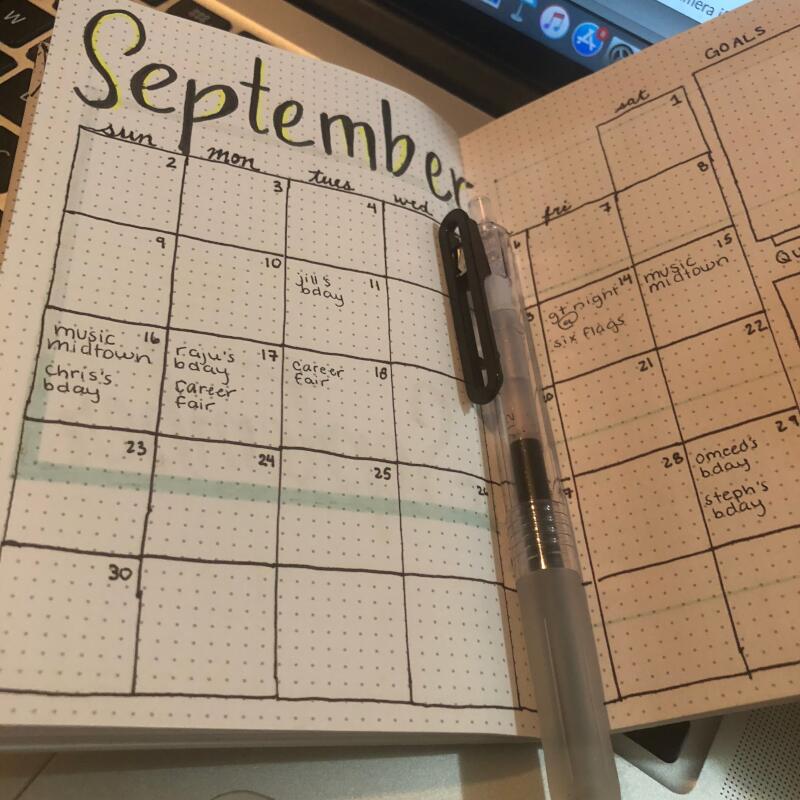 September
GOALS
sun
mon
tues
wed
fri
sat
1
2
3
4
7
8
9
10
jill's 11
bday
gt night 14
@
six flags
music 15
midtown
music 16
midtown
Chris's
bday
raju's 17
bday
career
fair
career 18
fair
21
22
23
24
25
26
28
omeed's 29
bday
steph's
bday
30